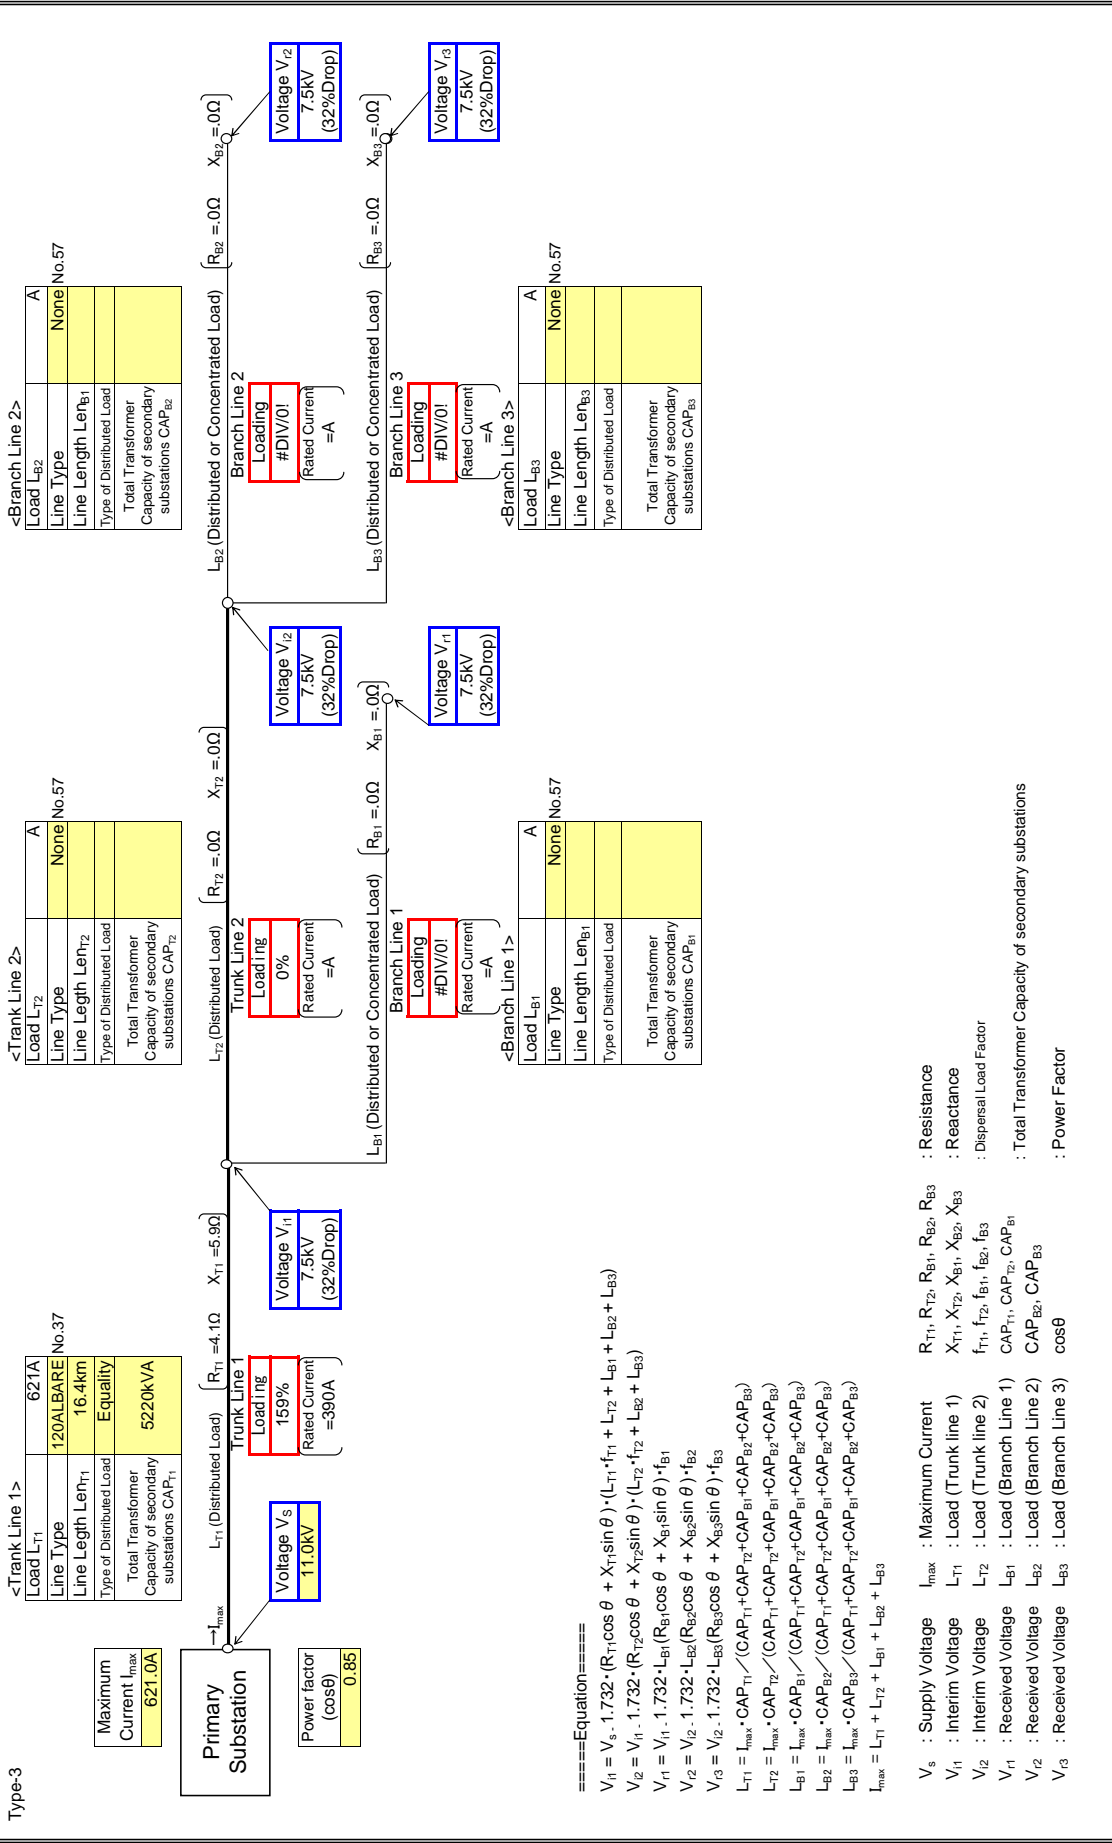 Type-3
Maximum
Current Imax
621.0A
<Trank Line 1>
Load LT1 621A
Line Type 120ALBARE No.37
Line Legth LenT1 16.4km
Type of Distributed Load Equality
Total Transformer
Capacity of secondary
substations CAPT1
5220kVA
<Trank Line 2>
Load LT2 A
Line Type None No.57
Line Length LenT2
Type of Distributed Load
Total Transformer
Capacity of secondary
substations CAPT2
<Branch Line 2>
Load LB2 A
Line Type None No.57
Line Length LenB1
Type of Distributed Load
Total Transformer
Capacity of secondary
substations CAPB2
Primary
Substation
→Imax
LT1 (Distributed Load) RT1 =4.1Ω XT1 =5.9Ω
LT2 (Distributed Load) RT2 =.0Ω XT2 =.0Ω
LB2 (Distributed or Concentrated Load) RB2 =.0Ω XB2 =.0Ω
Power factor
(cosθ)
0.85
Voltage VS
11.0kV
Trunk Line 1
Loading
159%
Rated Current
=390A
Voltage Vi1
7.5kV
(32%Drop)
Trunk Line 2
Loading
0%
Rated Current
=A
Voltage Vi2
7.5kV
(32%Drop)
Branch Line 2
Loading
#DIV/0!
Rated Current
=A
Voltage Vr2
7.5kV
(32%Drop)
LB1 (Distributed or Concentrated Load) RB1 =.0Ω XB1 =.0Ω
LB3 (Distributed or Concentrated Load) RB3 =.0Ω XB3 =.0Ω
Branch Line 1
Loading
#DIV/0!
Rated Current
=A
Voltage Vr1
7.5kV
(32%Drop)
Branch Line 3
Loading
#DIV/0!
Rated Current
=A
Voltage Vr3
7.5kV
(32%Drop)
<Branch Line 1>
Load LB1 A
Line Type None No.57
Line Length LenB1
Type of Distributed Load
Total Transformer
Capacity of secondary
substations CAPB1
<Branch Line 3>
Load LB3 A
Line Type None No.57
Line Length LenB3
Type of Distributed Load
Total Transformer
Capacity of secondary
substations CAPB3
=====Equation=====
Vi1 = Vs - 1.732・(RT1cos θ + XT1sin θ)・(LT1・fT1 + LT2 + LB1 + LB2 + LB3)
Vi2 = Vi1 - 1.732・(RT2cos θ + XT2sin θ)・(LT2・fT2 + LB2 + LB3)
Vr1 = Vi1 - 1.732・LB1(RB1cos θ + XB1sin θ)・fB1
Vr2 = Vi2 - 1.732・LB2(RB2cos θ + XB2sin θ)・fB2
Vr3 = Vi2 - 1.732・LB3(RB3cos θ + XB3sin θ)・fB3
LT1 = Imax・CAPT1／(CAPT1+CAPT2+CAPB1+CAPB2+CAPB3)
LT2 = Imax・CAPT2／(CAPT1+CAPT2+CAPB1+CAPB2+CAPB3)
LB1 = Imax・CAPB1／(CAPT1+CAPT2+CAPB1+CAPB2+CAPB3)
LB2 = Imax・CAPB2／(CAPT1+CAPT2+CAPB1+CAPB2+CAPB3)
LB3 = Imax・CAPB3／(CAPT1+CAPT2+CAPB1+CAPB2+CAPB3)
Imax = LT1 + LT2 + LB1 + LB2 + LB3
Vs : Supply Voltage Imax : Maximum Current RT1, RT2, RB1, RB2, RB3 : Resistance
Vi1 : Interim Voltage LT1 : Load (Trunk line 1) XT1, XT2, XB1, XB2, XB3 : Reactance
Vi2 : Interim Voltage LT2 : Load (Trunk line 2) fT1, fT2, fB1, fB2, fB3 : Dispersal Load Factor
Vr1 : Received Voltage LB1 : Load (Branch Line 1) CAPT1, CAPT2, CAPB1 : Total Transformer Capacity of secondary substations
Vr2 : Received Voltage LB2 : Load (Branch Line 2) CAPB2, CAPB3
Vr3 : Received Voltage LB3 : Load (Branch Line 3) cosθ : Power Factor